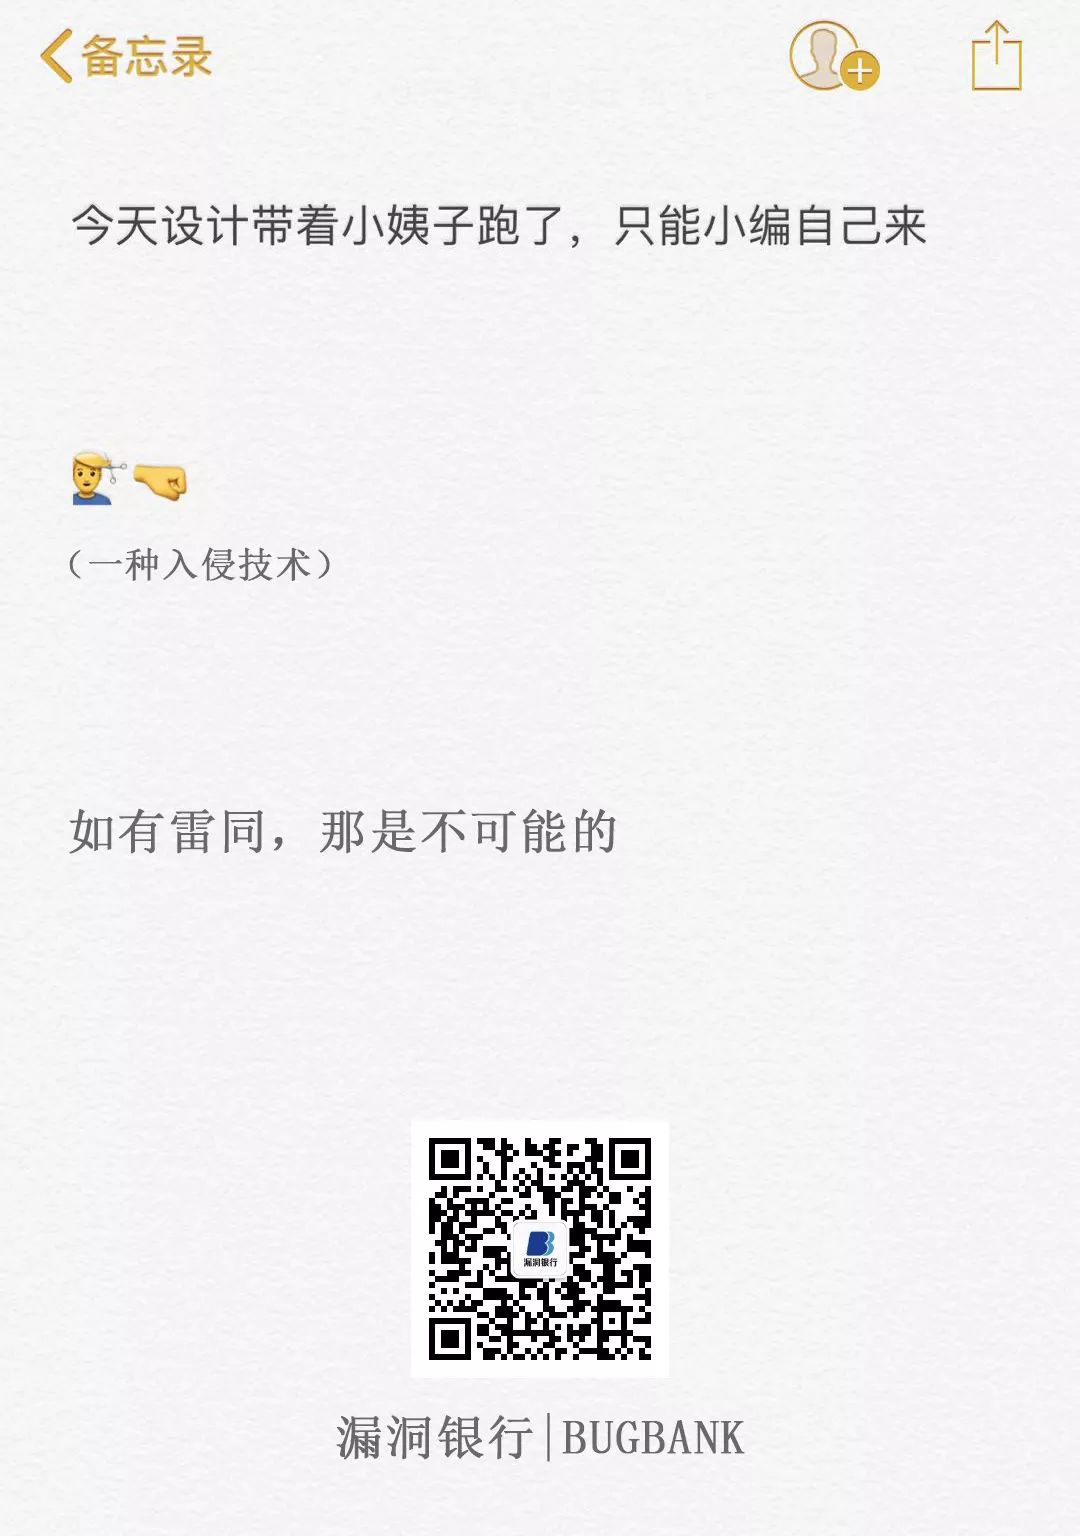 备忘录
今天设计带着小姨子跑了，只能小编自己来
💇‍♂️🤜
（一种入侵技术）
如有雷同，那是不可能的
漏洞银行
漏洞银行|BUGBANK